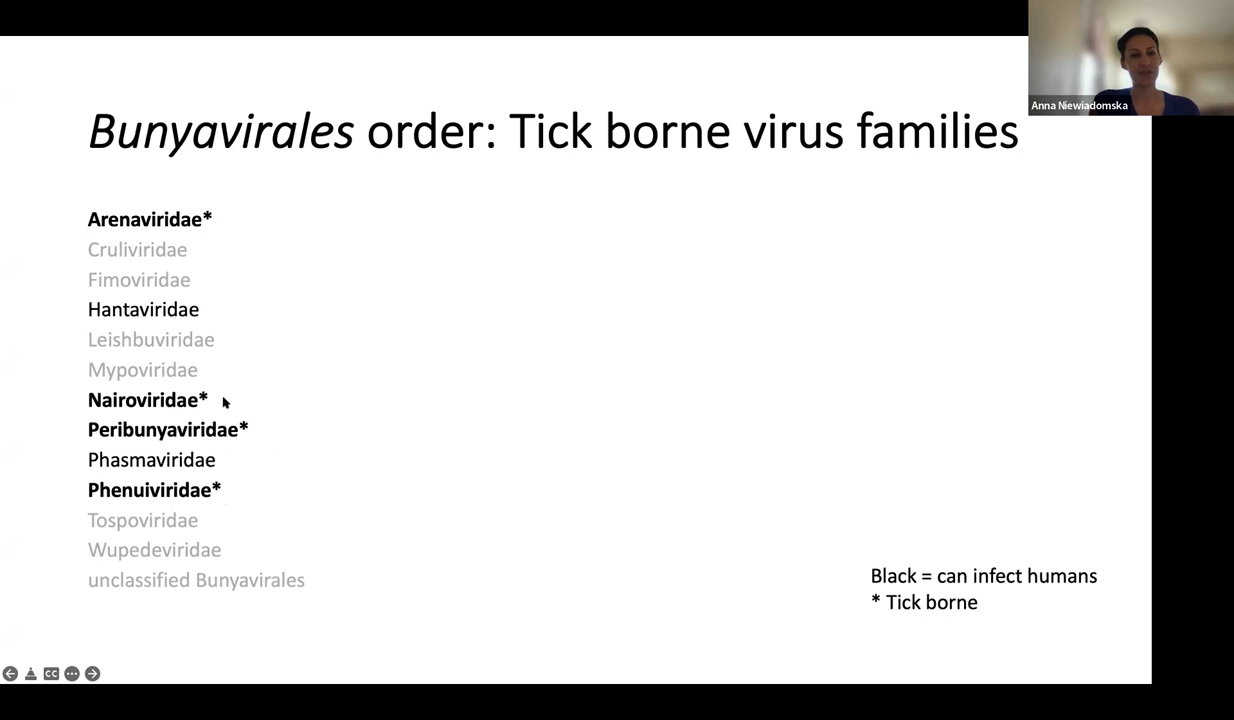 Anna Niewiadomska
Bunyavirales order: Tick borne virus families
Arenaviridae*
Cruliviridae
Fimoviridae
Hantaviridae
Leishbuviridae
Mypoviridae
Nairoviridae*
Peribunyaviridae*
Phasmaviridae
Phenuiviridae*
Tospoviridae
Wupedeviridae
unclassified Bunyavirales
Black = can infect humans
* Tick borne
CC